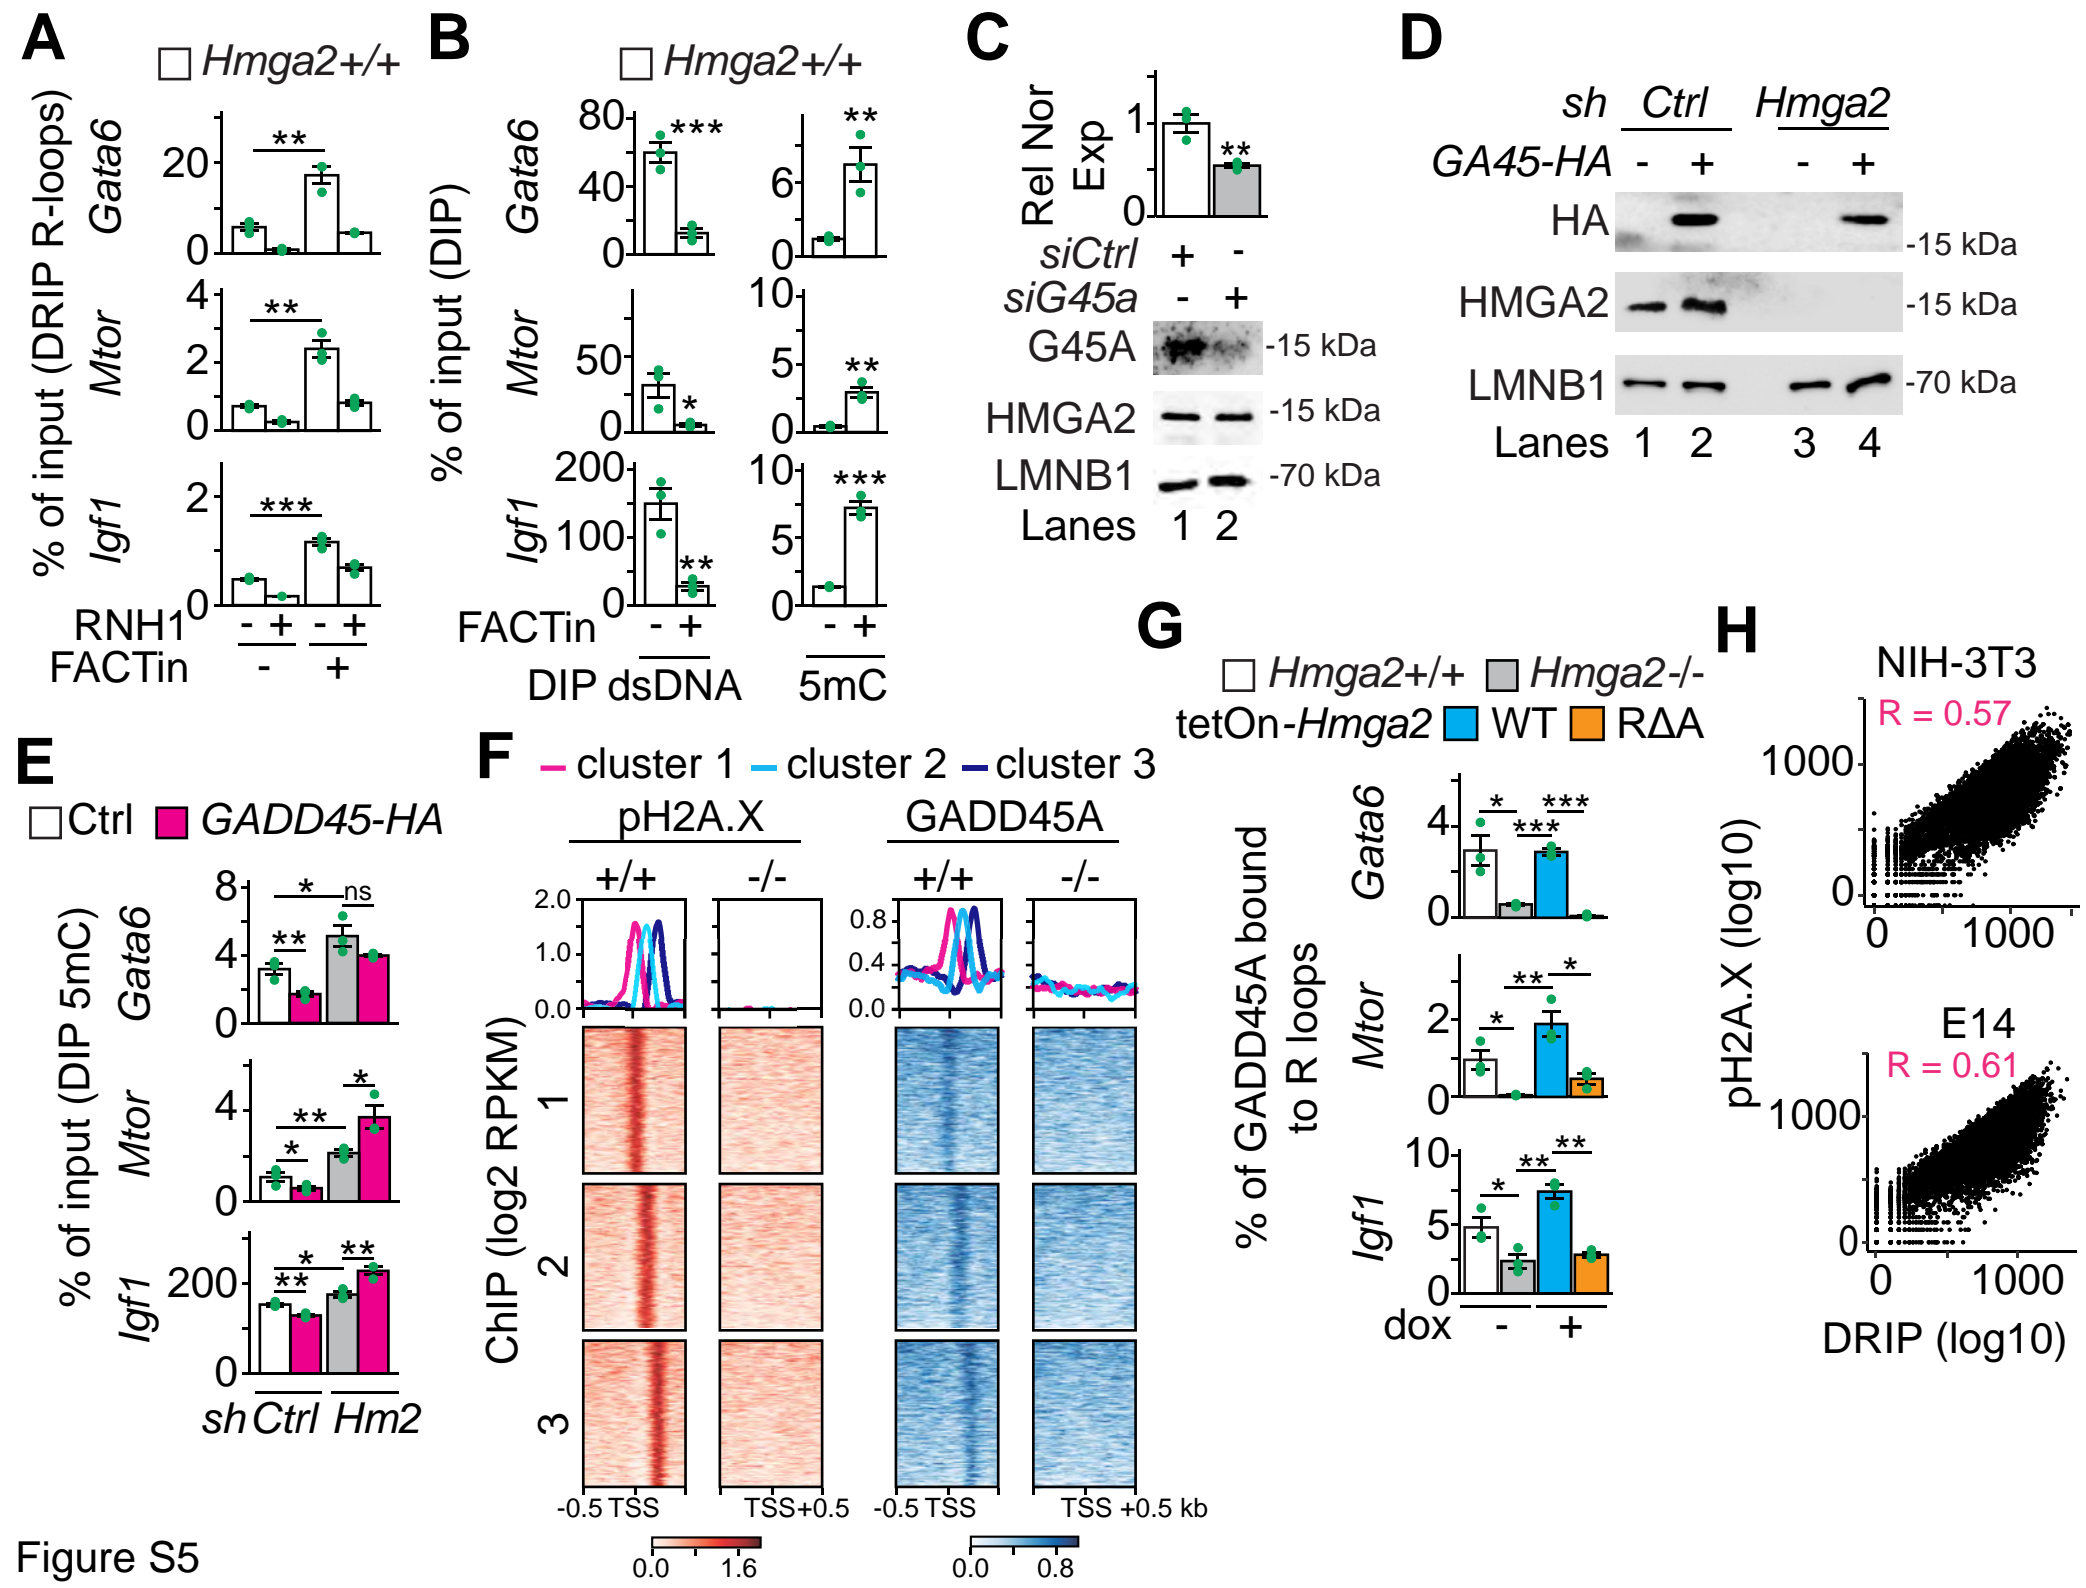 A
Hmga2+/+
% of input (DRIP R-loops)
Gata6
20
0
**
Mtor
4
2
0
**
Igf1
2
0
***
RNH1 - + - +
FACTin - +
B
Hmga2+/+
% of input (DIP)
Gata6
80
40
0
***
6
0
**
Mtor
50
0
*
10
5
0
**
Igf1
200
100
0
**
10
5
0
***
FACTin - + - +
DIP dsDNA 5mC
C
Rel Nor
Exp
1
0
**
siCtrl + -
siG45a - +
G45A -15 kDa
HMGA2 -15 kDa
LMNB1 -70 kDa
Lanes 1 2
D
sh Ctrl Hmga2
GA45-HA - + - +
HA -15 kDa
HMGA2 -15 kDa
LMNB1 -70 kDa
Lanes 1 2 3 4
E
Ctrl GADD45-HA
% of input (DIP 5mC)
Gata6
8
4
0
* ns
**
Mtor
4
0
*
**
*
Igf1
200
0
* **
**
sh Ctrl Hm2
F
cluster 1 cluster 2 cluster 3
pH2A.X GADD45A
+/+ -/- +/+ -/-
2.0
1.0
0.0
0.8
0.4
0.0
ChIP (log2 RPKM)
1
2
3
-0.5 TSS TSS+0.5 -0.5 TSS TSS +0.5 kb
0.0 1.6 0.0 0.8
G
Hmga2+/+ Hmga2-/-
tetOn-Hmga2 WT RΔA
% of GADD45A bound
to R loops
Gata6
4
0
* ***
***
Mtor
2
0
** *
*
Igf1
10
5
0
** **
*
dox - +
H
NIH-3T3
R = 0.57
1000
0
0 1000
pH2A.X (log10)
E14
R = 0.61
1000
0
0 1000
DRIP (log10)
Figure S5